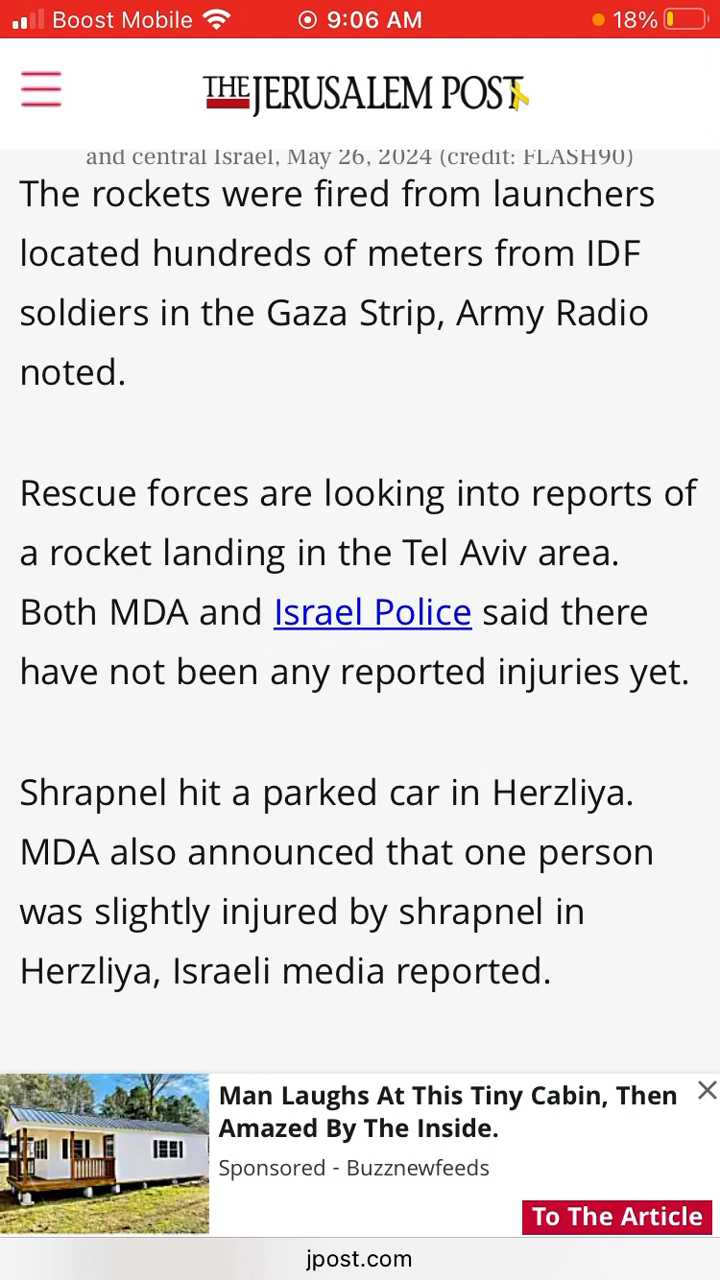 Boost Mobile 9:06 AM 18%
THE JERUSALEM POST
and central Israel, May 26, 2024 (credit: FLASH90)
The rockets were fired from launchers
located hundreds of meters from IDF
soldiers in the Gaza Strip, Army Radio
noted.
Rescue forces are looking into reports of
a rocket landing in the Tel Aviv area.
Both MDA and Israel Police said there
have not been any reported injuries yet.
Shrapnel hit a parked car in Herzliya.
MDA also announced that one person
was slightly injured by shrapnel in
Herzliya, Israeli media reported.
Man Laughs At This Tiny Cabin, Then
Amazed By The Inside.
Sponsored - Buzznewfeeds
To The Article
jpost.com